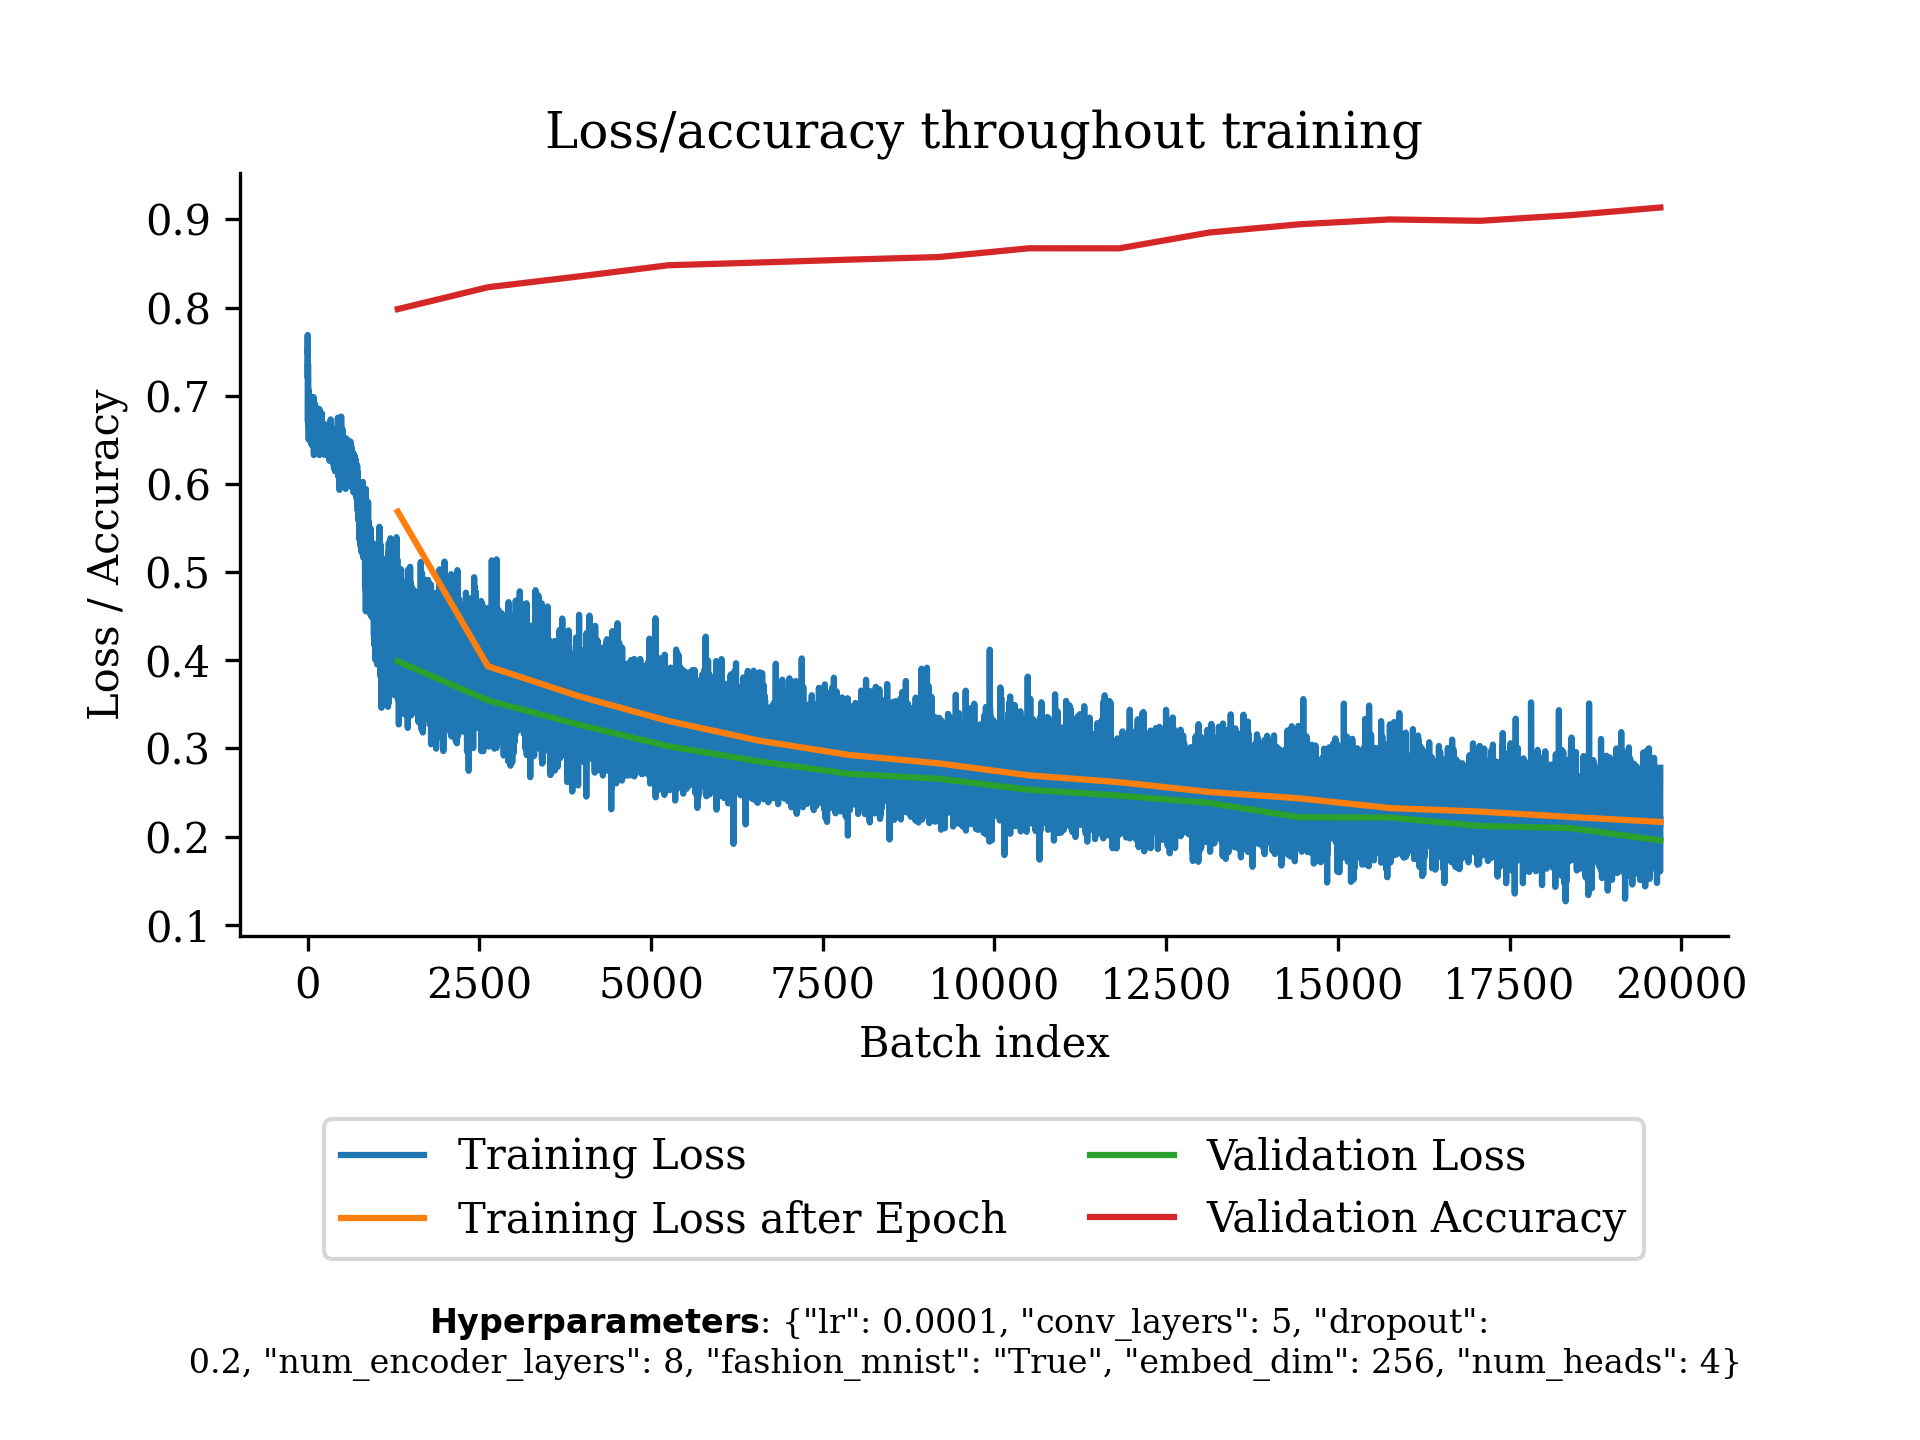 Loss/accuracy throughout training
Loss / Accuracy
0.9
0.8
0.7
0.6
0.5
0.4
0.3
0.2
0.1
0 2500 5000 7500 10000 12500 15000 17500 20000
Batch index
Training Loss
Training Loss after Epoch
Validation Loss
Validation Accuracy
Hyperparameters: {"lr": 0.0001, "conv_layers": 5, "dropout":
0.2, "num_encoder_layers": 8, "fashion_mnist": "True", "embed_dim": 256, "num_heads": 4}